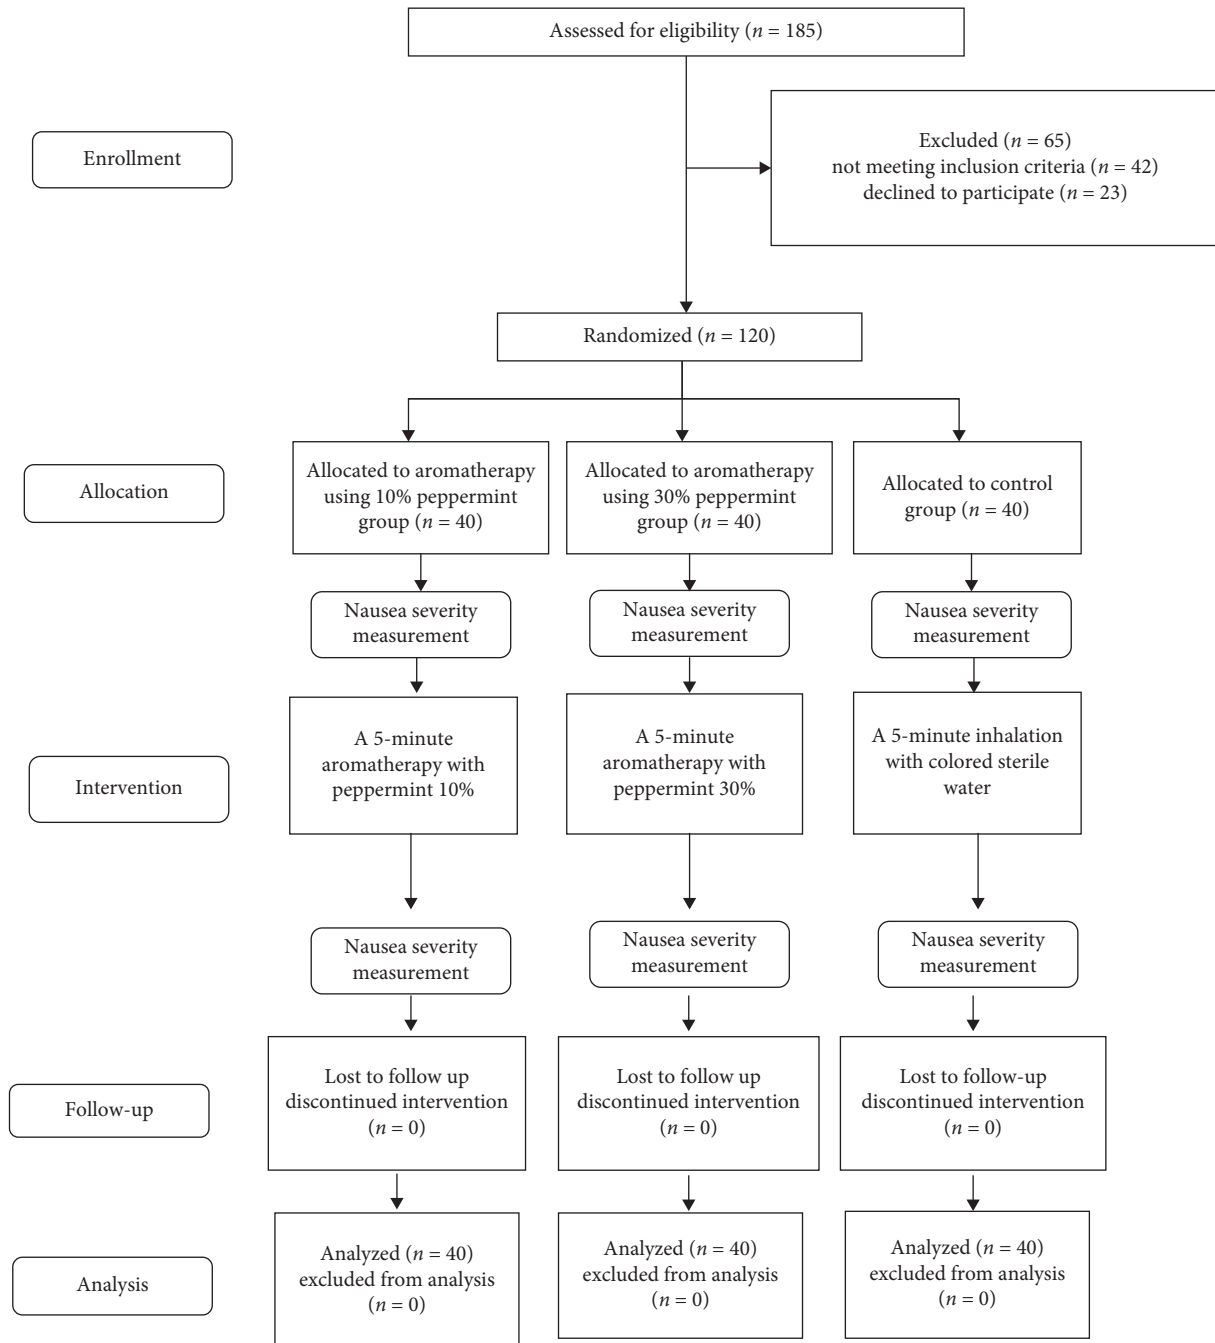 Assessed for eligibility (n = 185)
Enrollment
Excluded (n = 65)
not meeting inclusion criteria (n = 42)
declined to participate (n = 23)
Randomized (n = 120)
Allocation
Allocated to aromatherapy
using 10% peppermint
group (n = 40)
Allocated to aromatherapy
using 30% peppermint
group (n = 40)
Allocated to control
group (n = 40)
Nausea severity
measurement
Nausea severity
measurement
Nausea severity
measurement
Intervention
A 5-minute
aromatherapy with
peppermint 10%
A 5-minute
aromatherapy with
peppermint 30%
A 5-minute inhalation
with colored sterile
water
Nausea severity
measurement
Nausea severity
measurement
Nausea severity
measurement
Follow-up
Lost to follow up
discontinued intervention
(n = 0)
Lost to follow up
discontinued intervention
(n = 0)
Lost to follow-up
discontinued intervention
(n = 0)
Analysis
Analyzed (n = 40)
excluded from analysis
(n = 0)
Analyzed (n = 40)
excluded from analysis
(n = 0)
Analyzed (n = 40)
excluded from analysis
(n = 0)